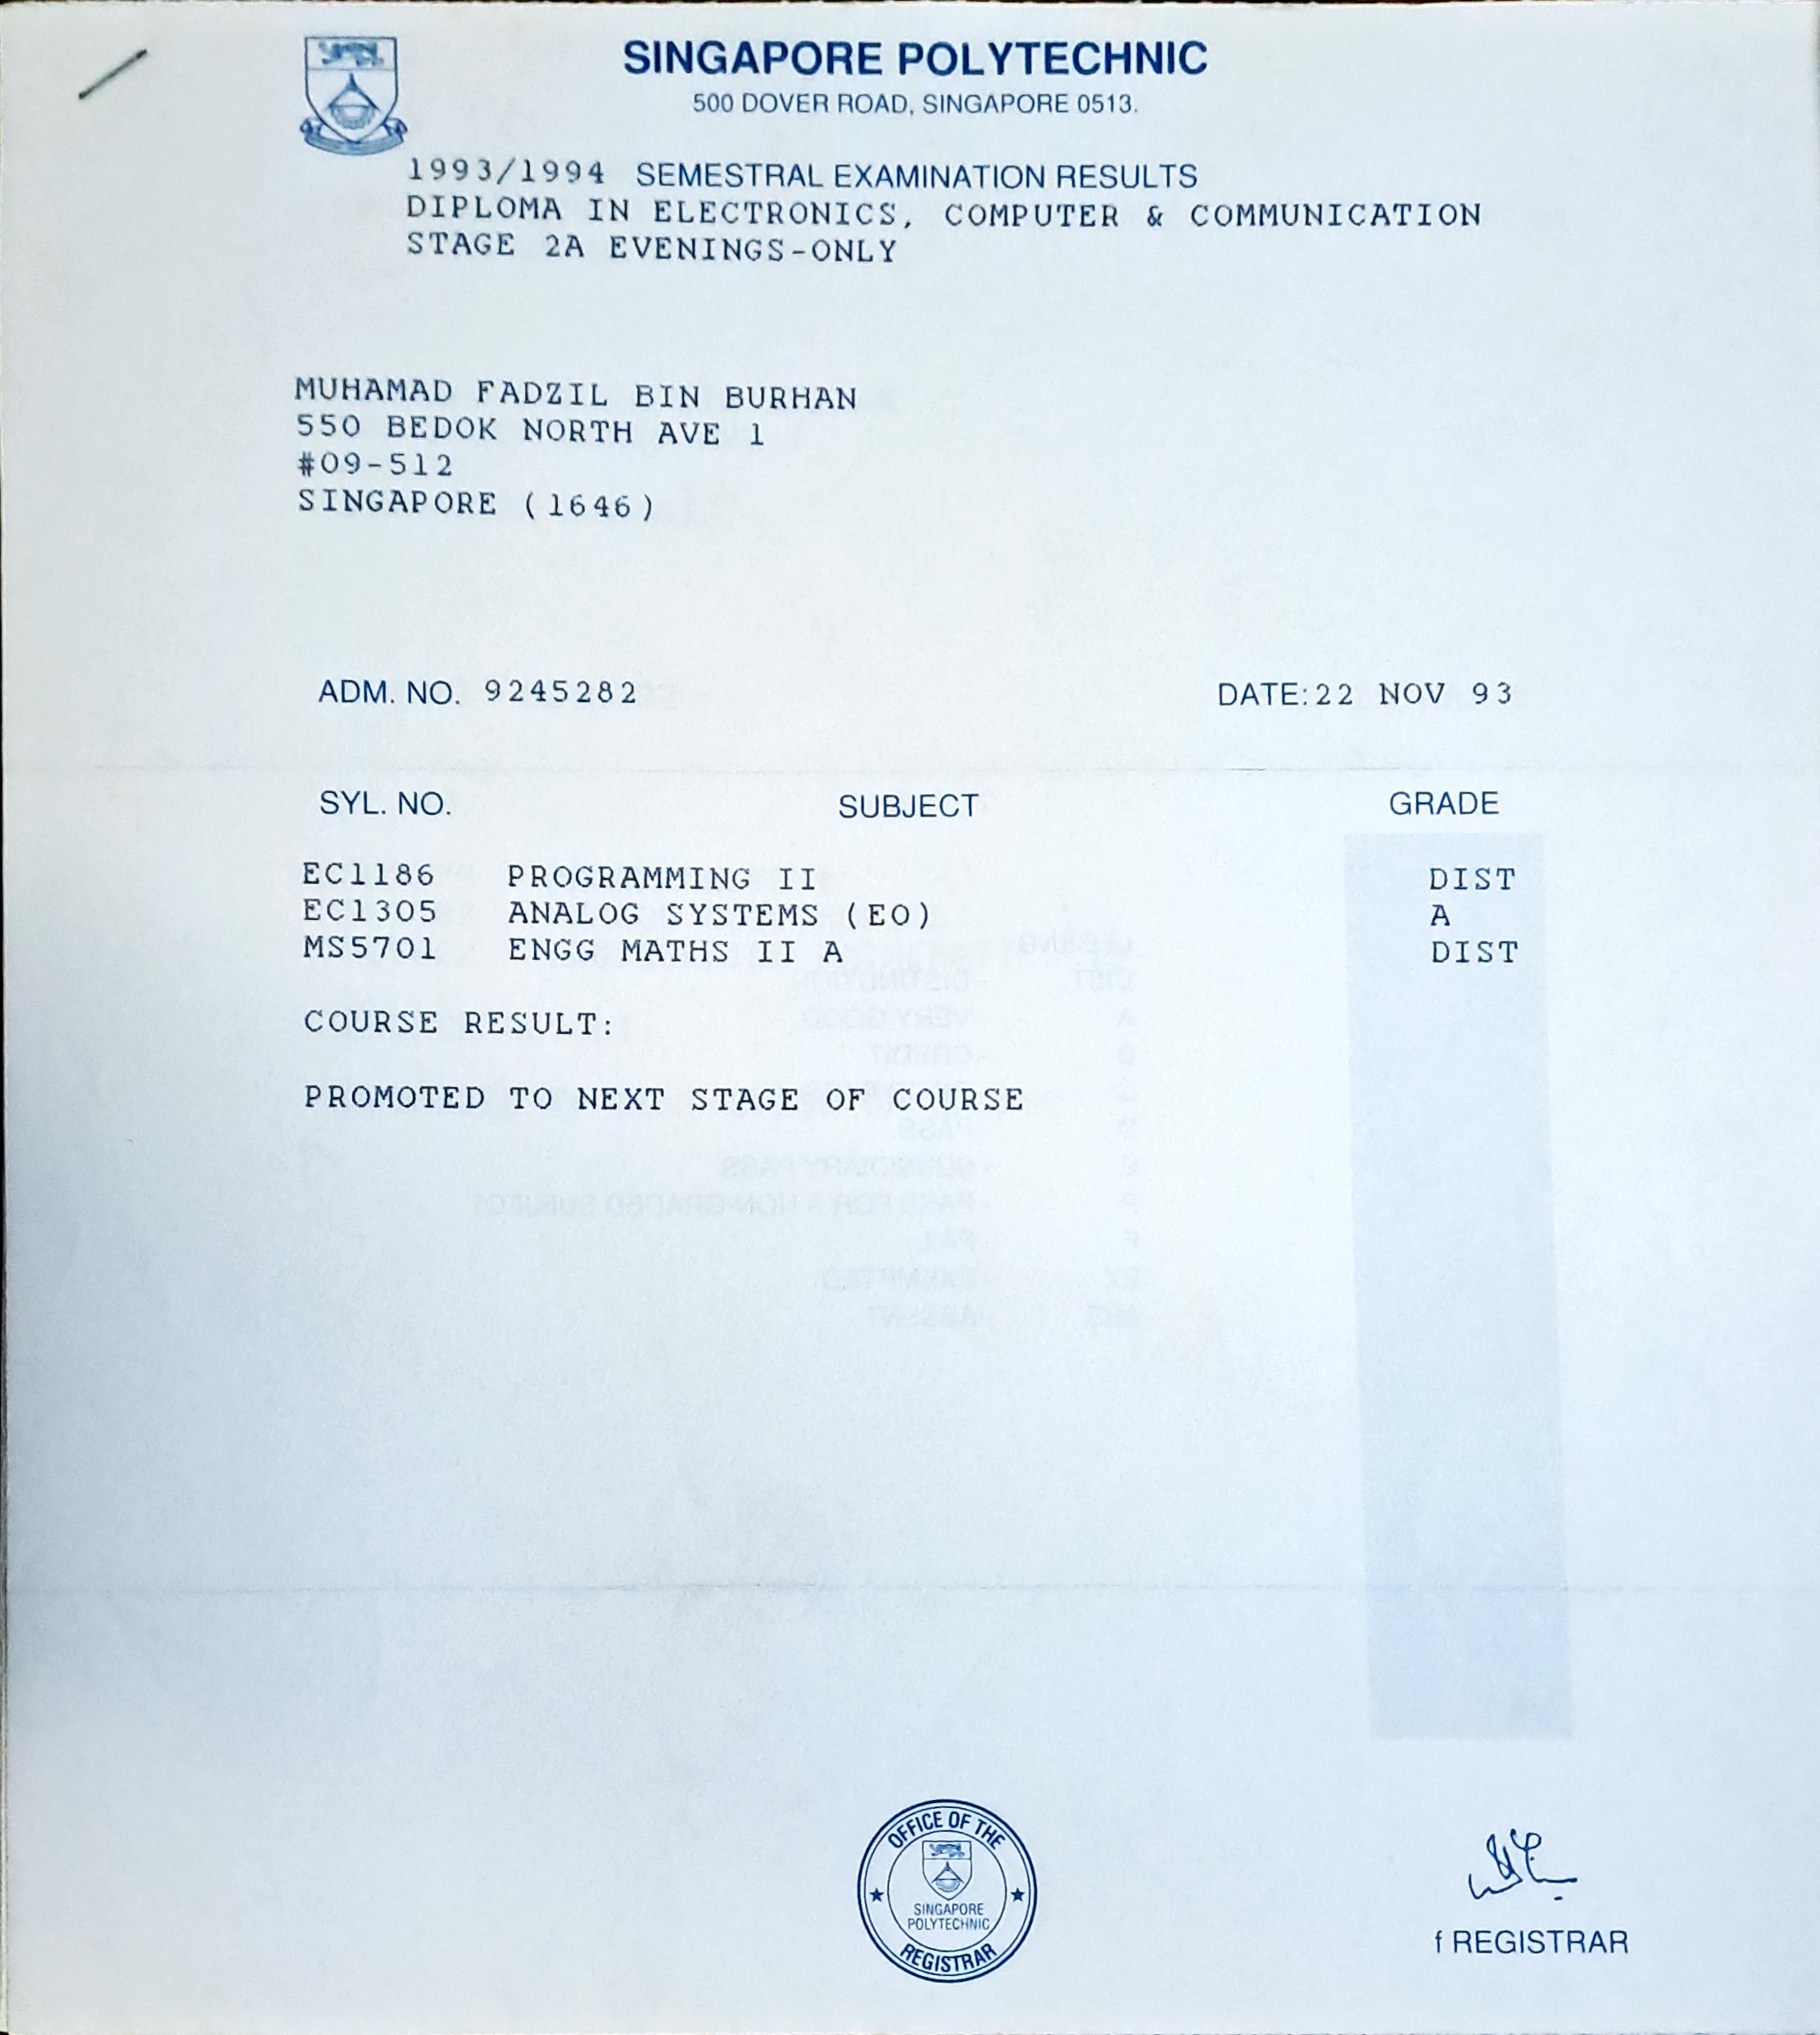 SINGAPORE POLYTECHNIC
500 DOVER ROAD, SINGAPORE 0513.
1993/1994 SEMESTRAL EXAMINATION RESULTS
DIPLOMA IN ELECTRONICS, COMPUTER & COMMUNICATION
STAGE 2A EVENINGS-ONLY
MUHAMAD FADZIL BIN BURHAN
550 BEDOK NORTH AVE 1
#09-512
SINGAPORE (1646)
ADM. NO. 9245282 DATE:22 NOV 93
SYL. NO. SUBJECT GRADE
EC1186 PROGRAMMING II DIST
EC1305 ANALOG SYSTEMS (EO) A
MS5701 ENGG MATHS II A DIST
COURSE RESULT:
PROMOTED TO NEXT STAGE OF COURSE
OFFICE OF THE
SINGAPORE
POLYTECHNIC
REGISTRAR
f REGISTRAR